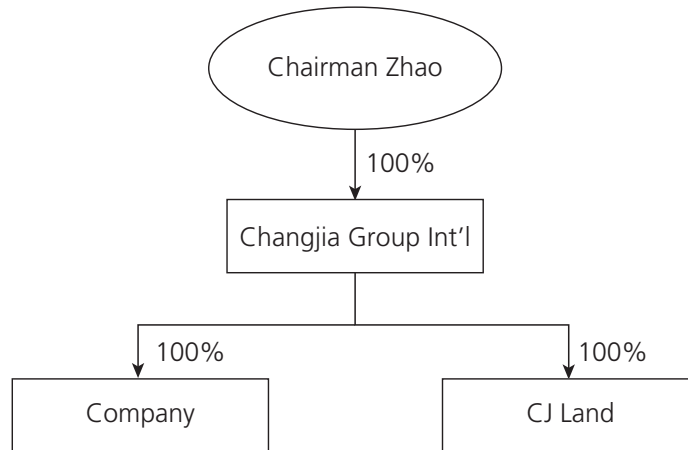 Chairman Zhao
100%
Changjia Group Int’l
100%
100%
Company
CJ Land